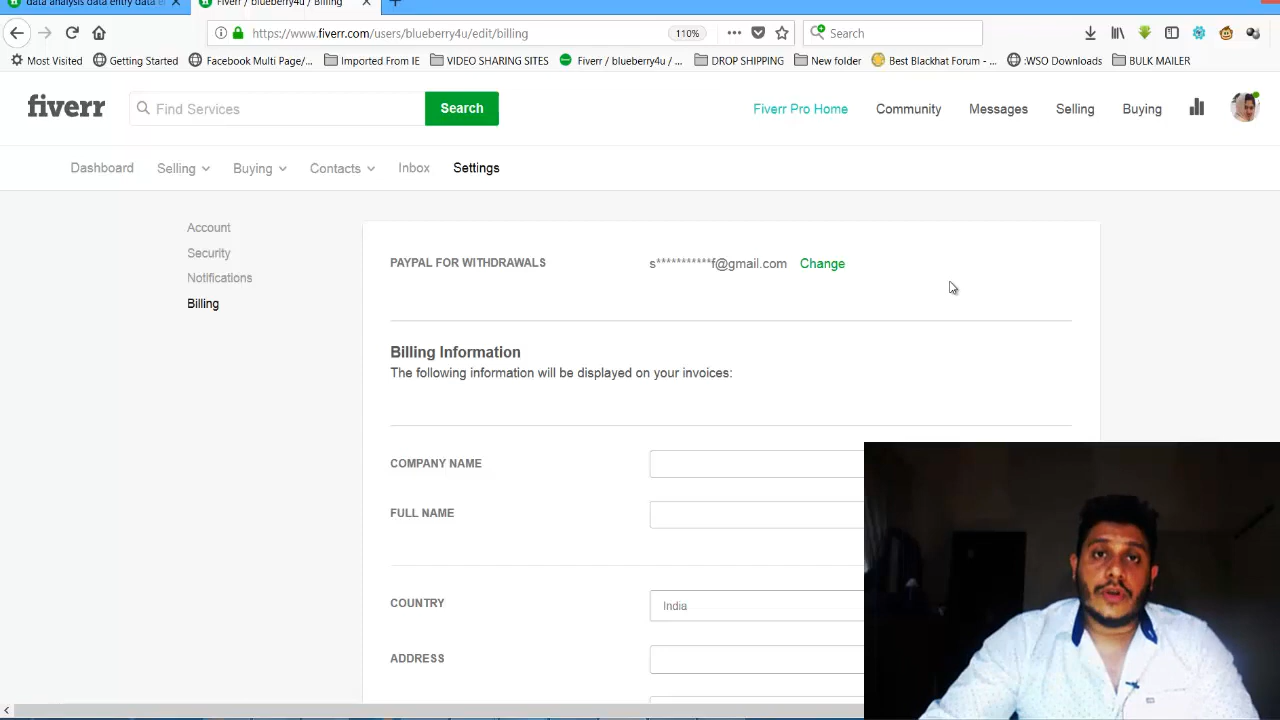 data analysis data entry data e
Fiverr / blueberry4u / Billing
https://www.fiverr.com/users/blueberry4u/edit/billing
110%
Search
Most Visited
Getting Started
Facebook Multi Page/...
Imported From IE
VIDEO SHARING SITES
Fiverr / blueberry4u / ...
DROP SHIPPING
New folder
Best Blackhat Forum - ...
:WSO Downloads
BULK MAILER
fiverr
Find Services
Search
Fiverr Pro Home
Community
Messages
Selling
Buying
Dashboard
Selling
Buying
Contacts
Inbox
Settings
Account
Security
Notifications
Billing
PAYPAL FOR WITHDRAWALS
s***********f@gmail.com
Change
Billing Information
The following information will be displayed on your invoices:
COMPANY NAME
FULL NAME
COUNTRY
India
ADDRESS